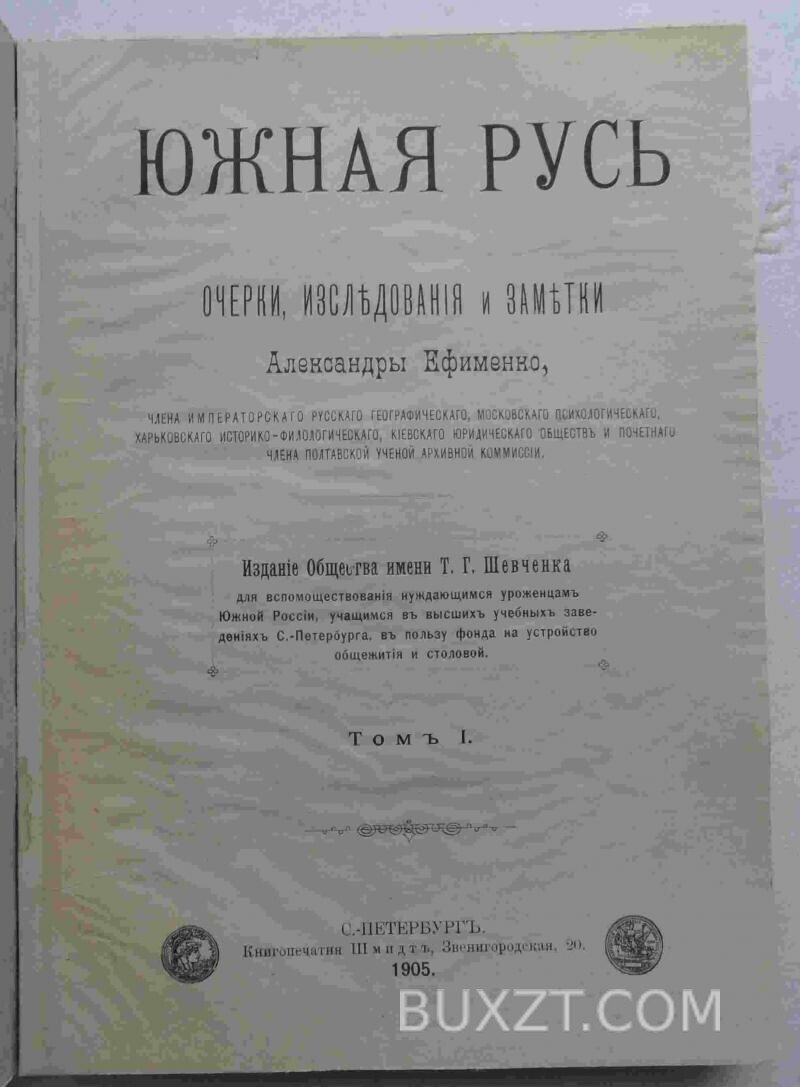 ЮЖНАЯ РУСЬ
ОЧЕРКИ, ИЗСЛѢДОВАНІЯ и ЗАМѢТКИ
Александры Ефименко,
ЧЛЕНА ИМПЕРАТОРСКАГО РУССКАГО ГЕОГРАФИЧЕСКАГО, МОСКОВСКАГО ПСИХОЛОГИЧЕСКАГО,
ХАРЬКОВСКАГО ИСТОРИКО-ФИЛОЛОГИЧЕСКАГО, КІЕВСКАГО ЮРИДИЧЕСКАГО ОБЩЕСТВЪ И ПОЧЕТНАГО
ЧЛЕНА ПОЛТАВСКОЙ УЧЕНОЙ АРХИВНОЙ КОММИССІИ.
Изданіе Общества имени Т. Г. Шевченка
для вспомоществованія нуждающимся уроженцамъ
Южной Россіи, учащимся въ высшихъ учебныхъ заве-
деніяхъ С.-Петербурга, въ пользу фонда на устройство
общежитія и столовой.
Томъ I.
С.-ПЕТЕРБУРГЪ.
Книгопечатня Шмидтъ, Звенигородская, 20.
1905.
BUXZT.COM